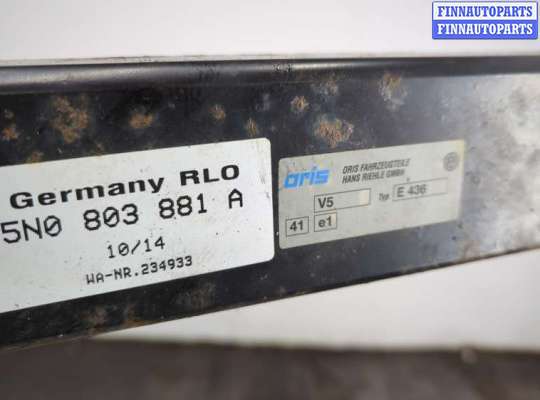 FINNAUTOPARTS
FINNAUTOPARTS
Germany RLO
5N0 803 881 A
10/14
WA-NR.234933
oris
ORIS FAHRZEUGTEILE
HANS RIEHLE GMBH
V5
Typ
E 436
41
e1